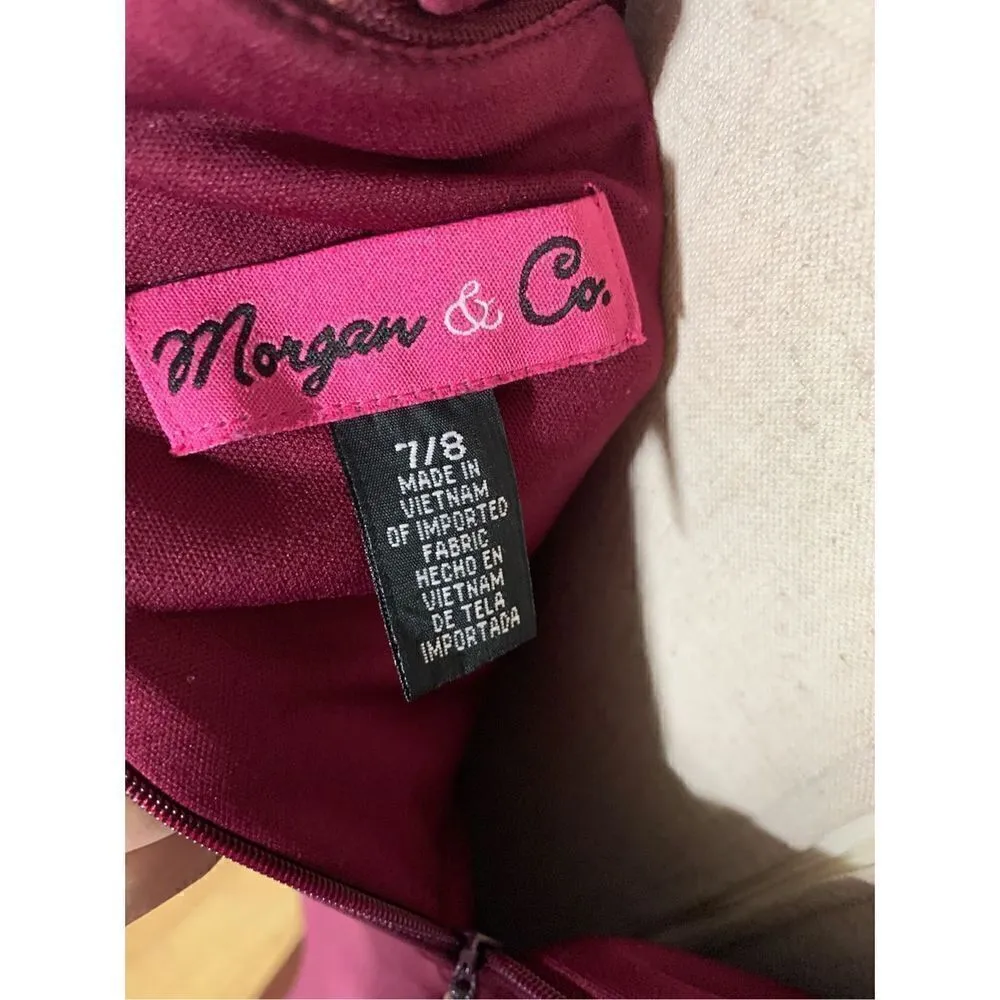 Morgan & Co.
7/8
MADE IN
VIETNAM
OF IMPORTED
FABRIC
HECHO EN
VIETNAM
DE TELA
IMPORTADA